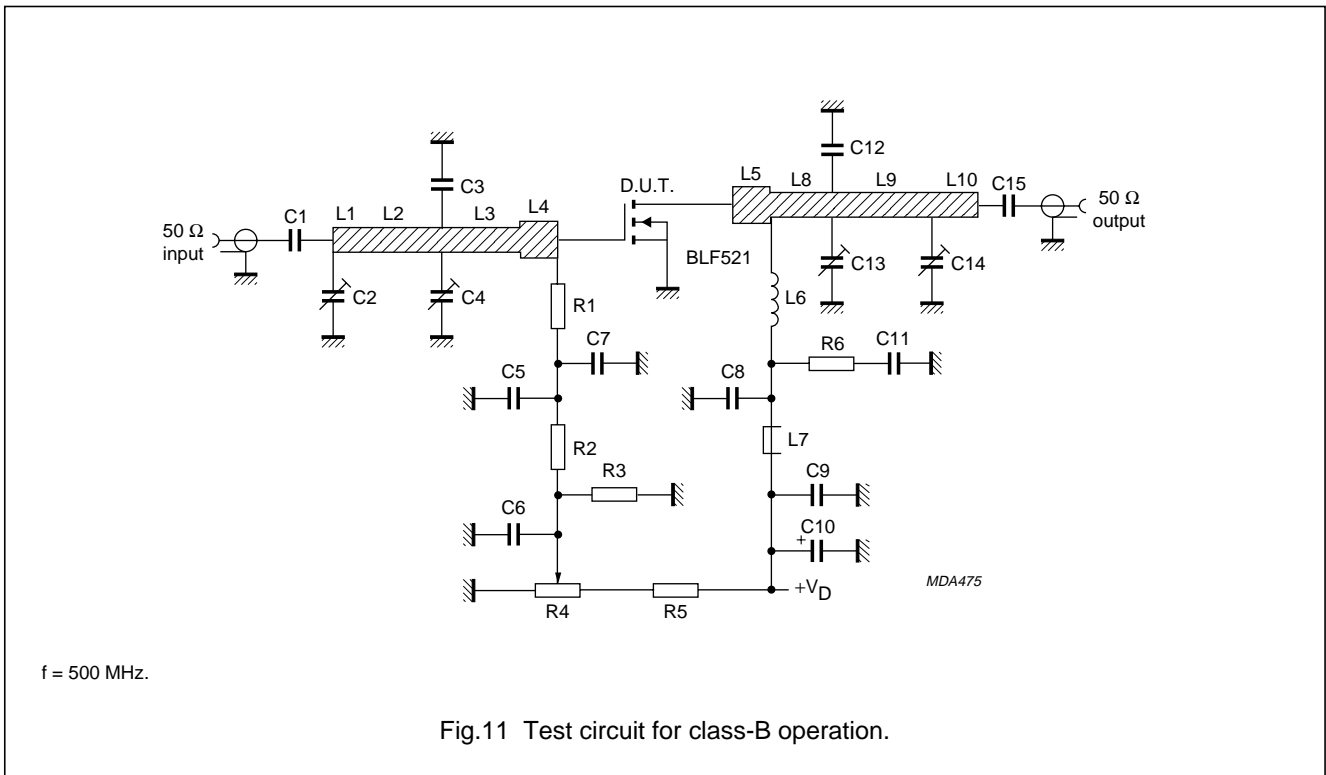 C12
L5
L8
L9
L10
C15
50 Ω
output
C3
D.U.T.
L4
C1
L1
L2
L3
50 Ω
input
BLF521
C13
C14
C2
C4
L6
R1
C7
R6
C11
C5
C8
R2
L7
R3
C9
C6
C10
+
MDA475
+VD
R4
R5
f = 500 MHz.
Fig.11 Test circuit for class-B operation.